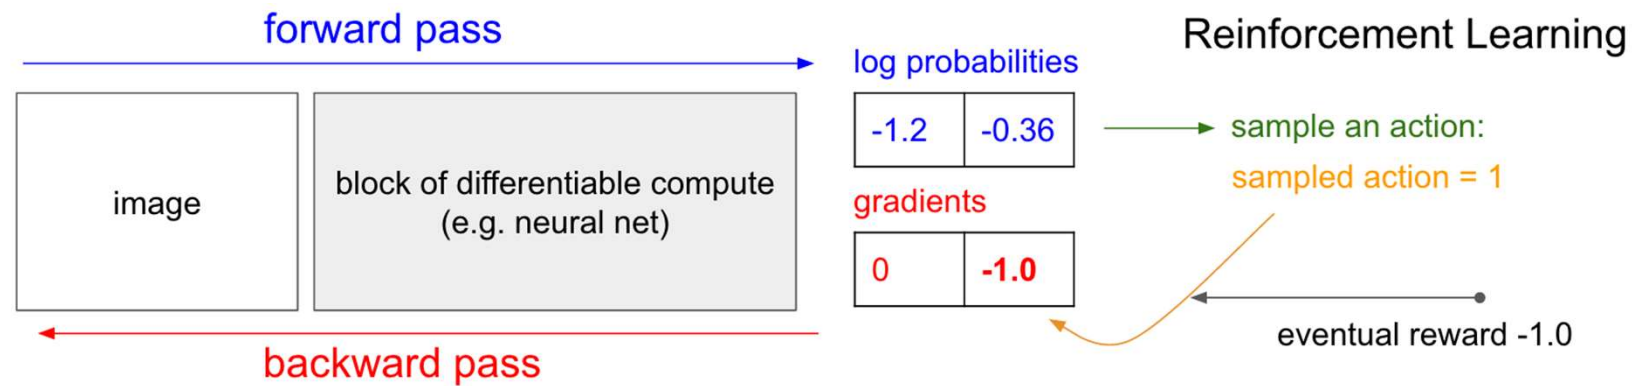 forward pass
Reinforcement Learning
log probabilities
-1.2 -0.36
sample an action:
sampled action = 1
image
block of differentiable compute
(e.g. neural net)
gradients
0 -1.0
eventual reward -1.0
backward pass